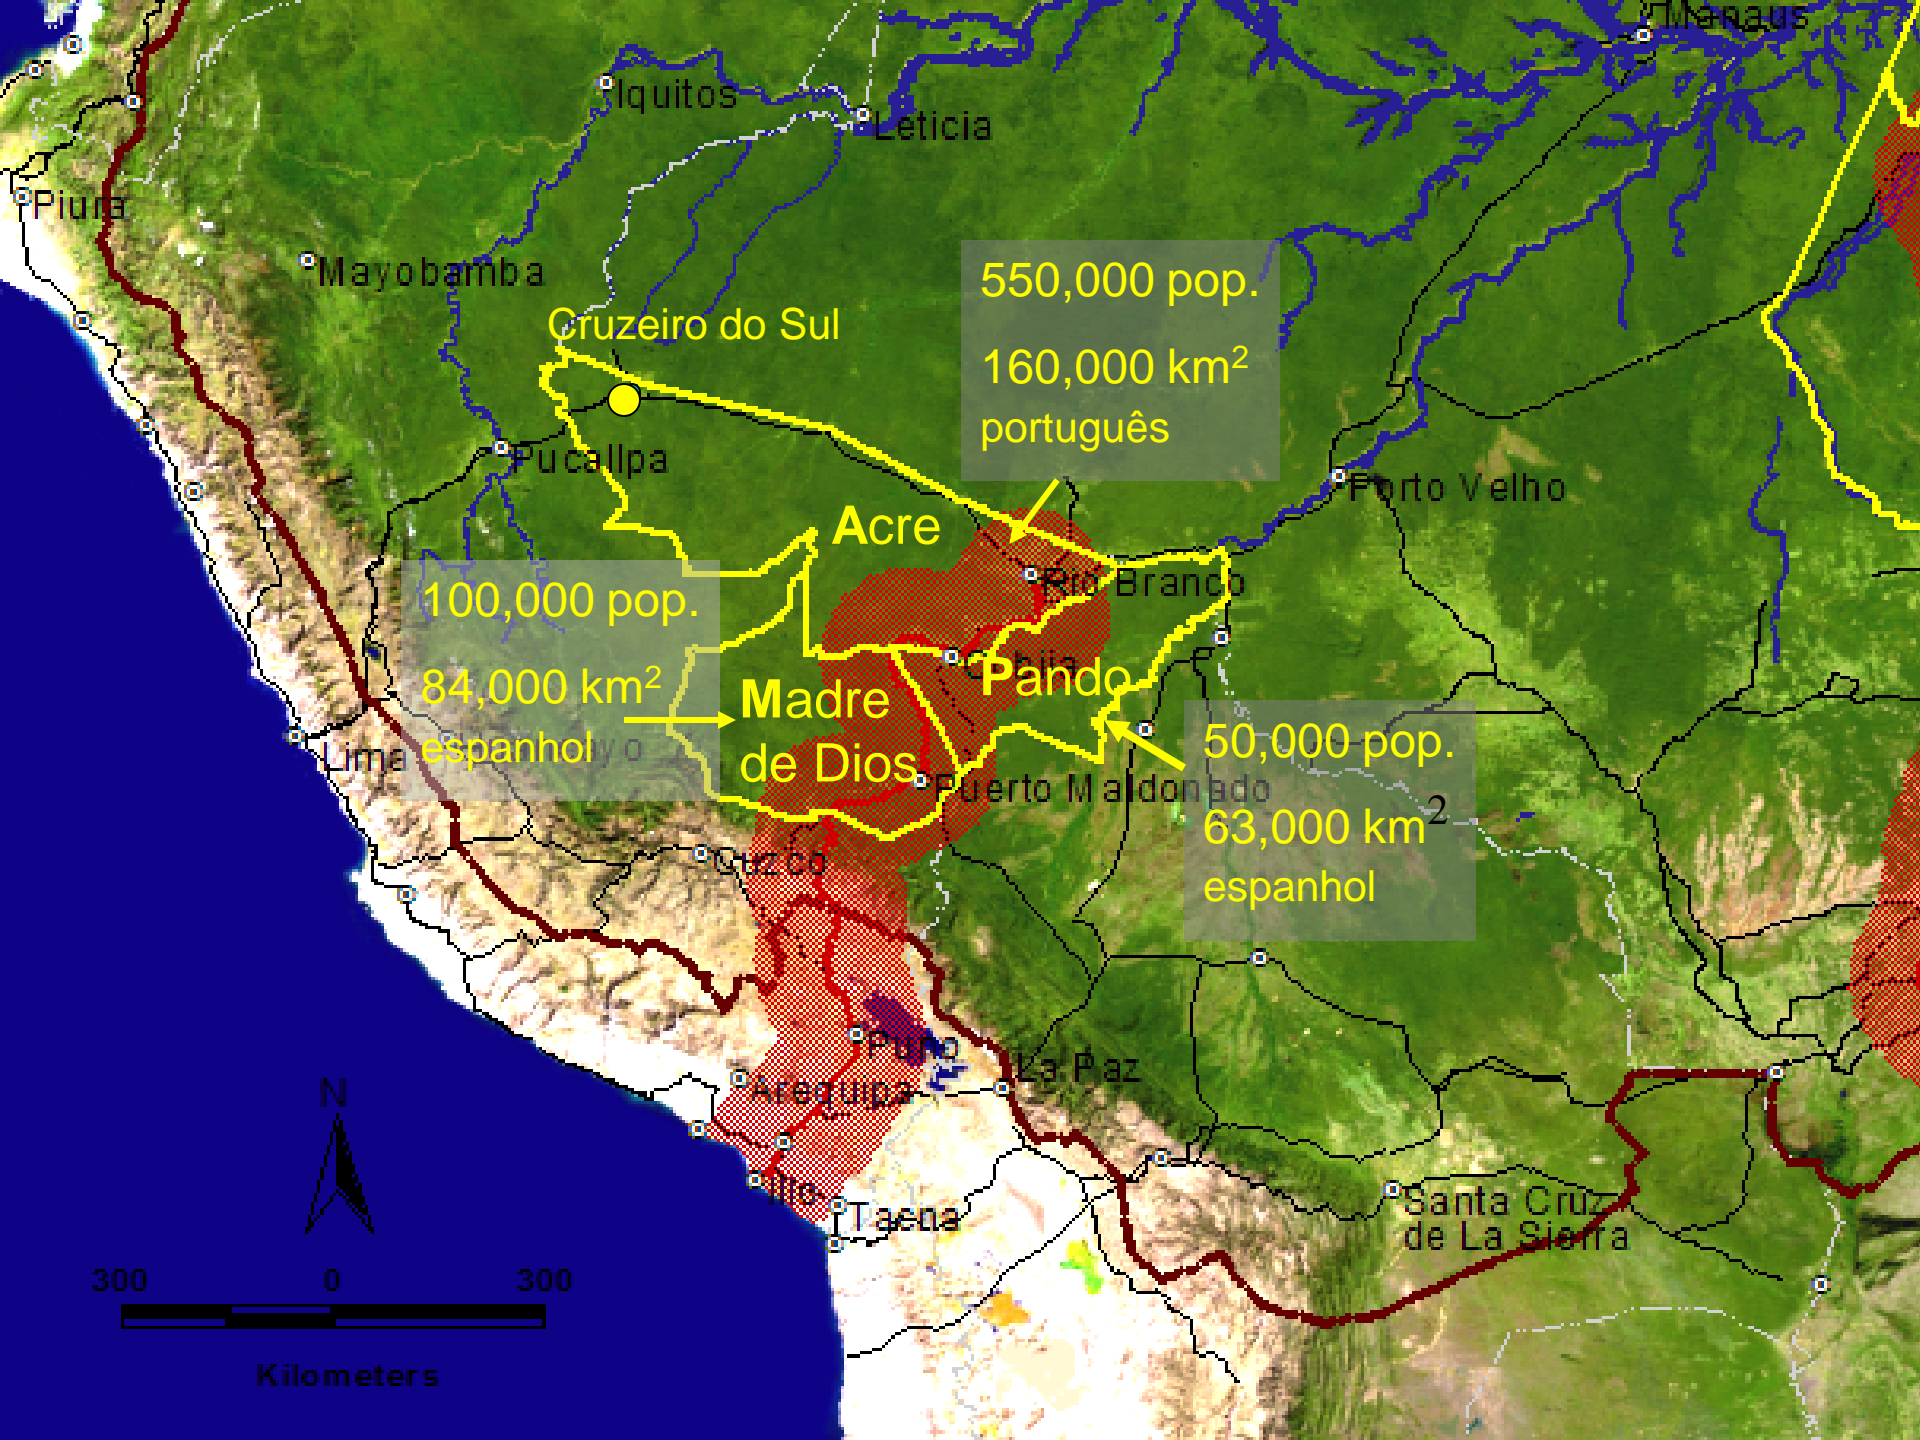 Manaus
Iquitos
Leticia
Piura
Mayobamba
Cruzeiro do Sul
550,000 pop.
160,000 km²
português
Pucallpa
Porto Velho
Acre
Rio Branco
100,000 pop.
84,000 km²
espanhol
Cobija
Pando
Madre
de Dios
Lima
50,000 pop.
63,000 km²
espanhol
Puerto Maldonado
Cuzco
Puno
La Paz
Arequipa
N
Ilo
Tacna
Santa Cruz
de La Sierra
300 0 300
Kilometers